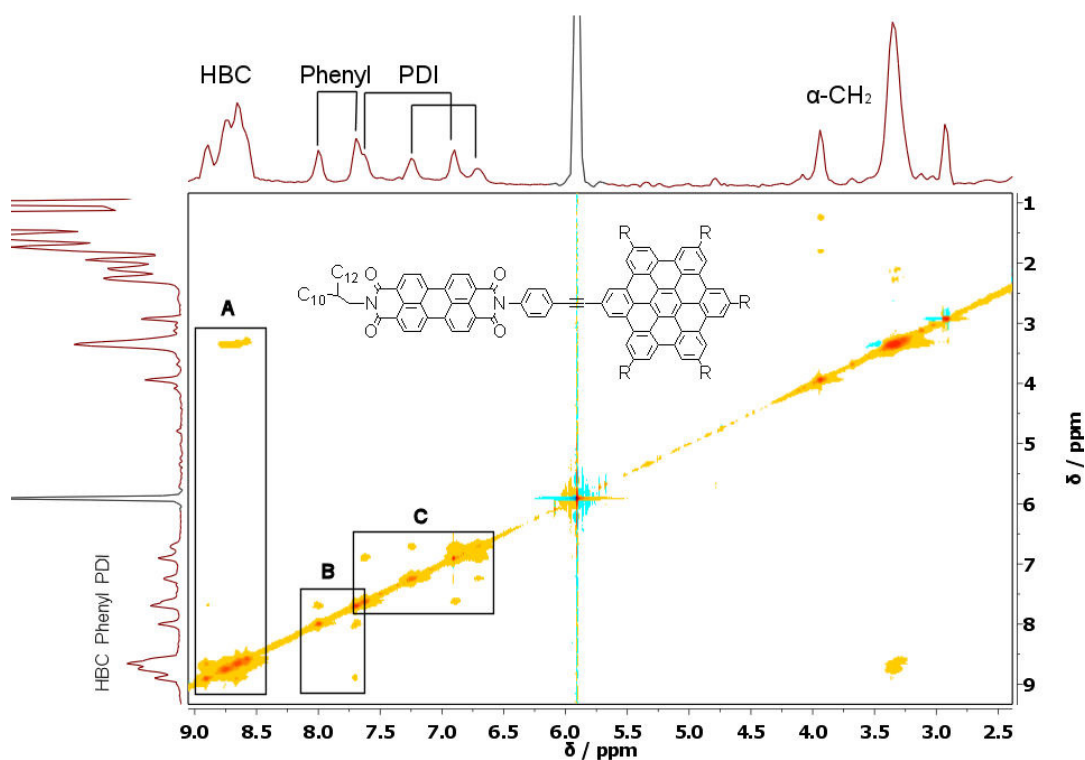 HBC
Phenyl
PDI
α-CH₂
1
2
3
4
5
6
7
8
9
δ / ppm
A
B
C
C₁₂
C₁₀
O
O
N
N
O
O
R
R
R
R
R
HBC Phenyl PDI
9.0 8.5 8.0 7.5 7.0 6.5 6.0 5.5 5.0 4.5 4.0 3.5 3.0 2.5
δ / ppm